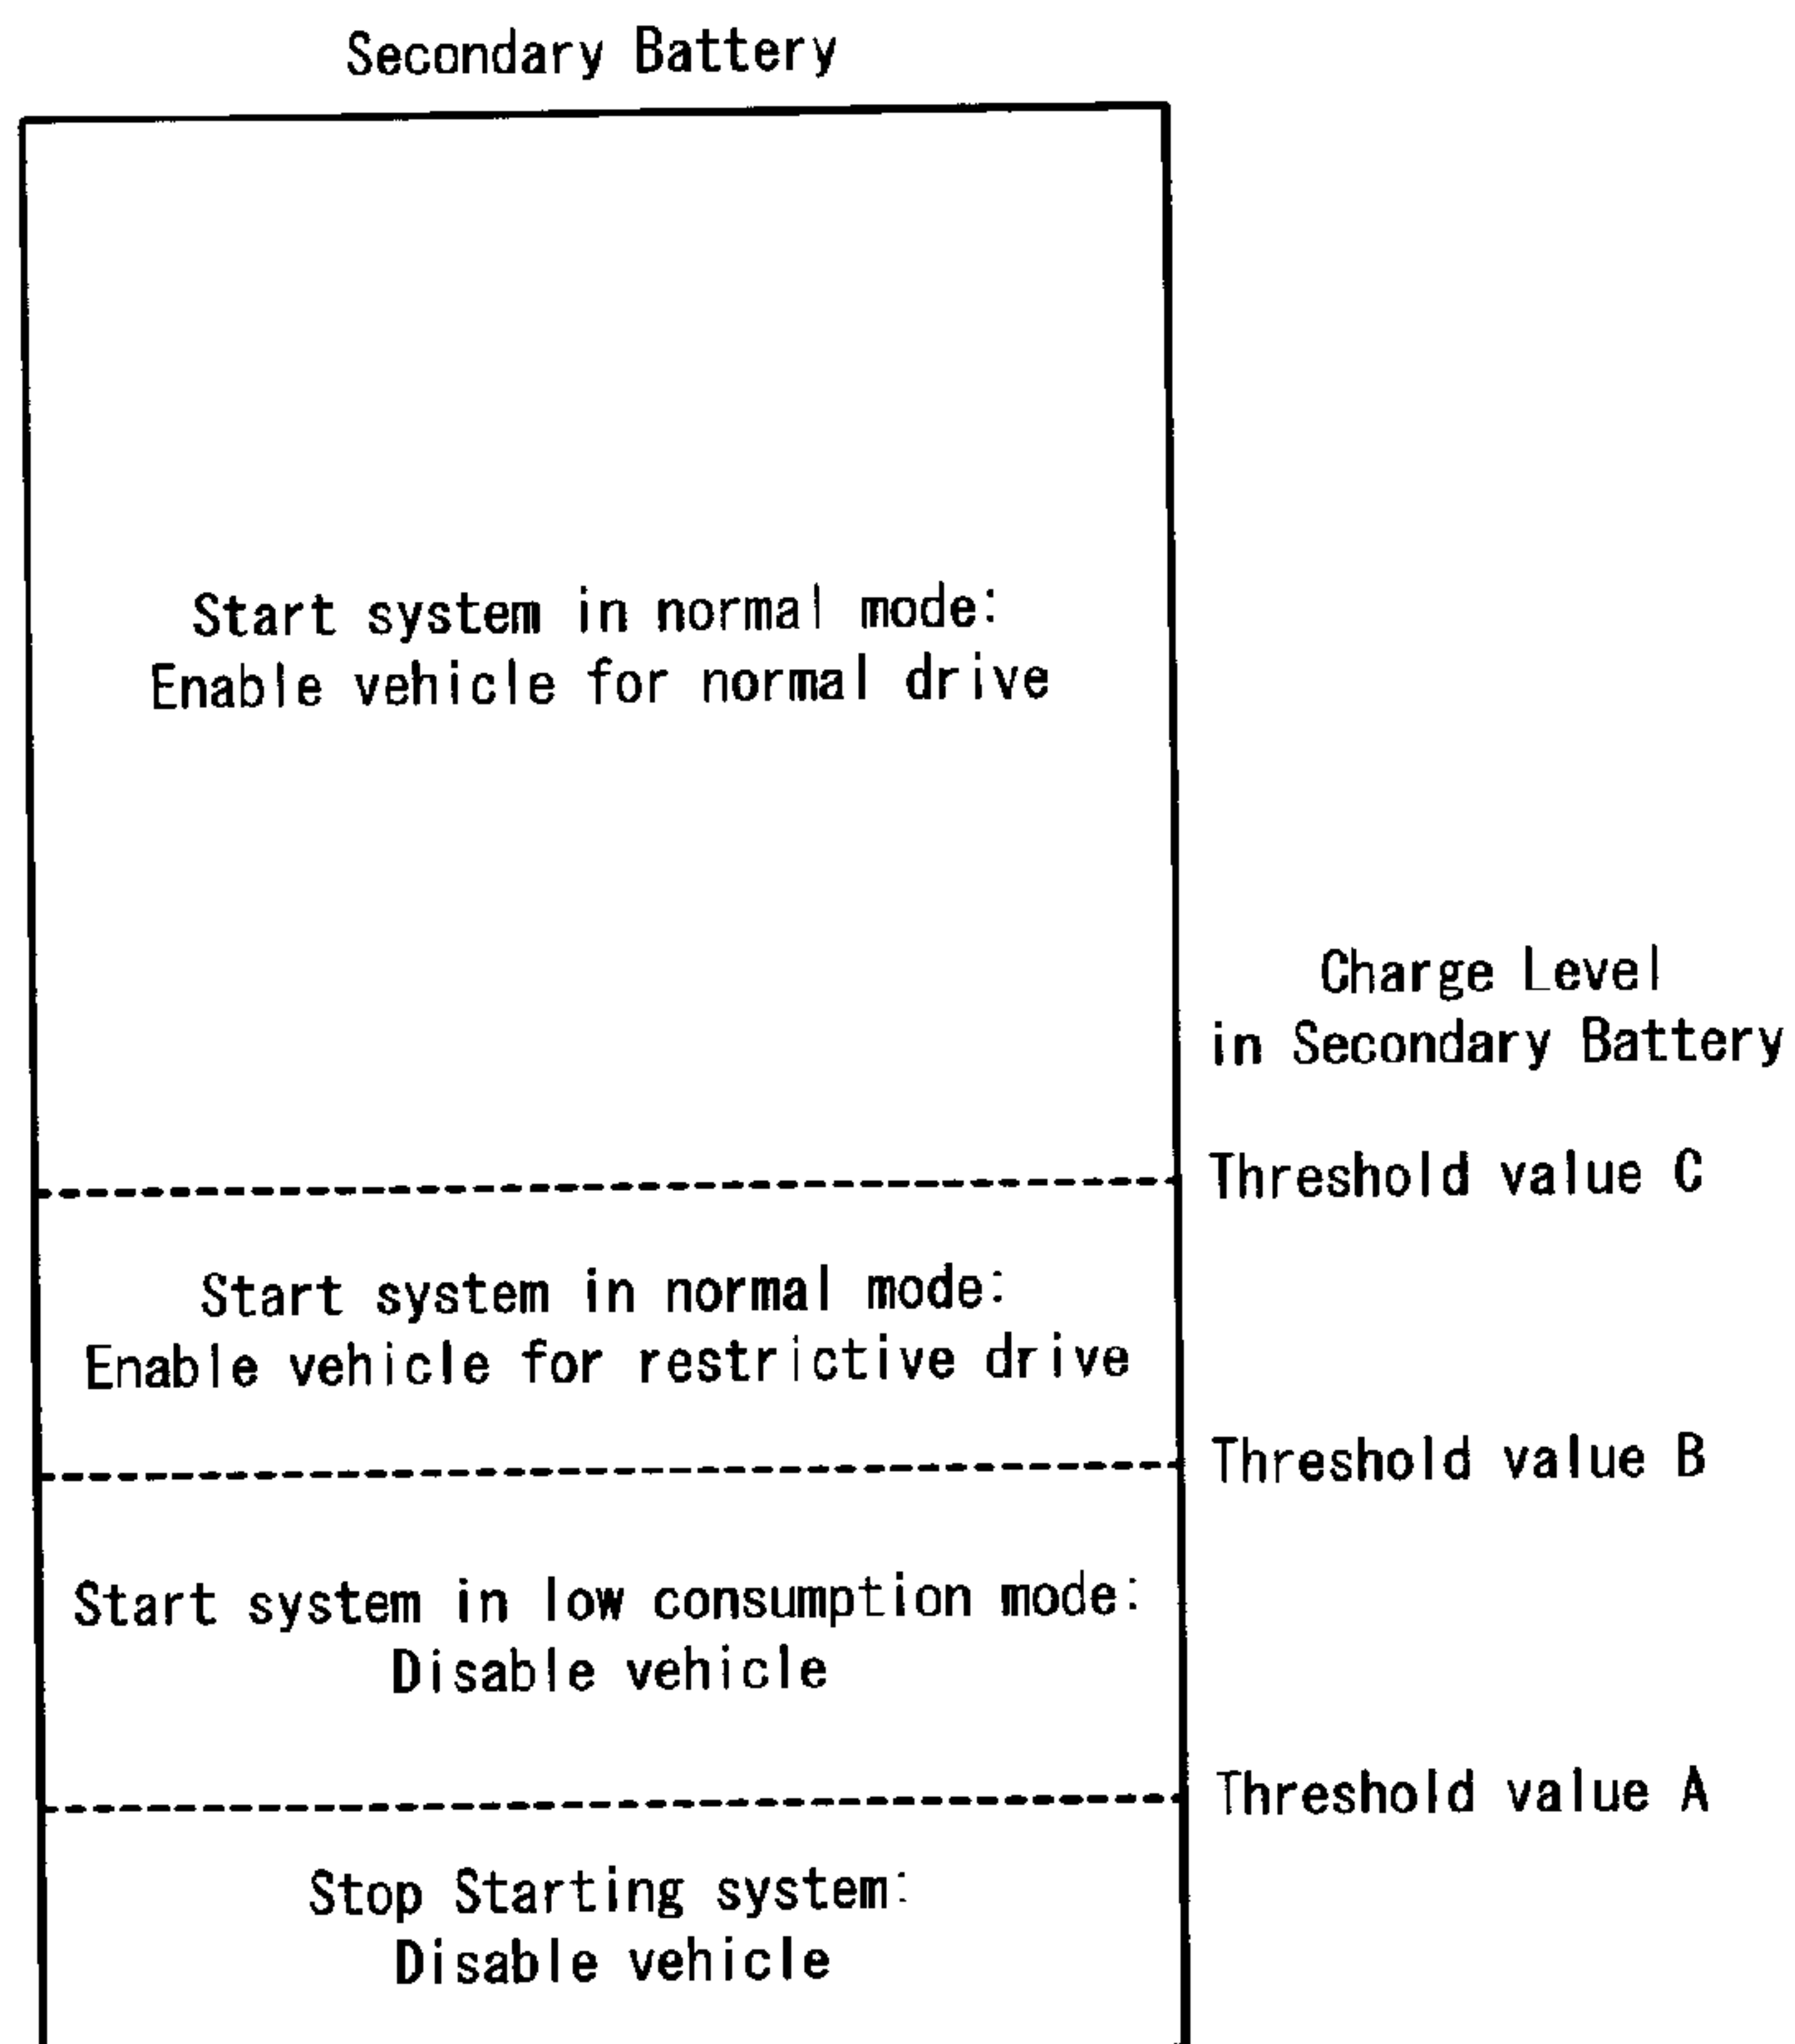 Secondary Battery
Start system in normal mode:
Enable vehicle for normal drive
Charge Level
in Secondary Battery
Threshold value C
Start system in normal mode:
Enable vehicle for restrictive drive
Threshold value B
Start system in low consumption mode:
Disable vehicle
Threshold value A
Stop Starting system:
Disable vehicle